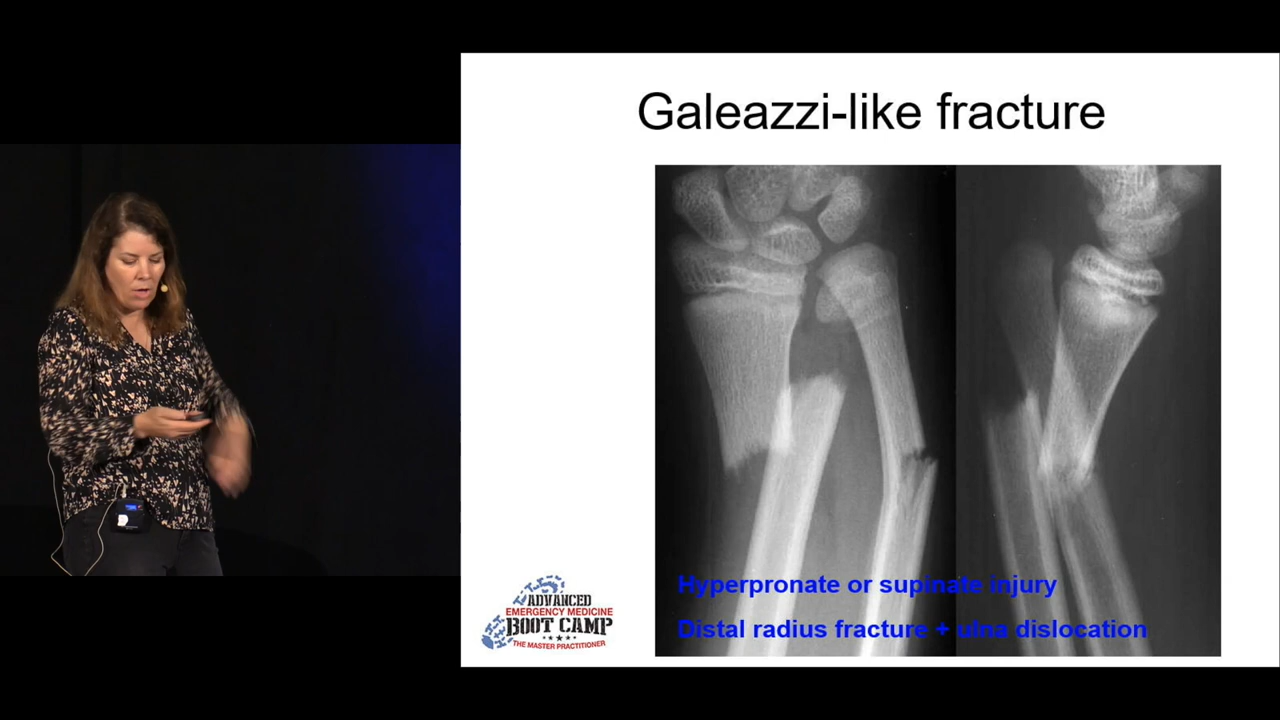 Galeazzi-like fracture
Hyperpronate or supinate injury
Distal radius fracture + ulna dislocation
ADVANCED
EMERGENCY MEDICINE
BOOT CAMP
THE MASTER PRACTITIONER